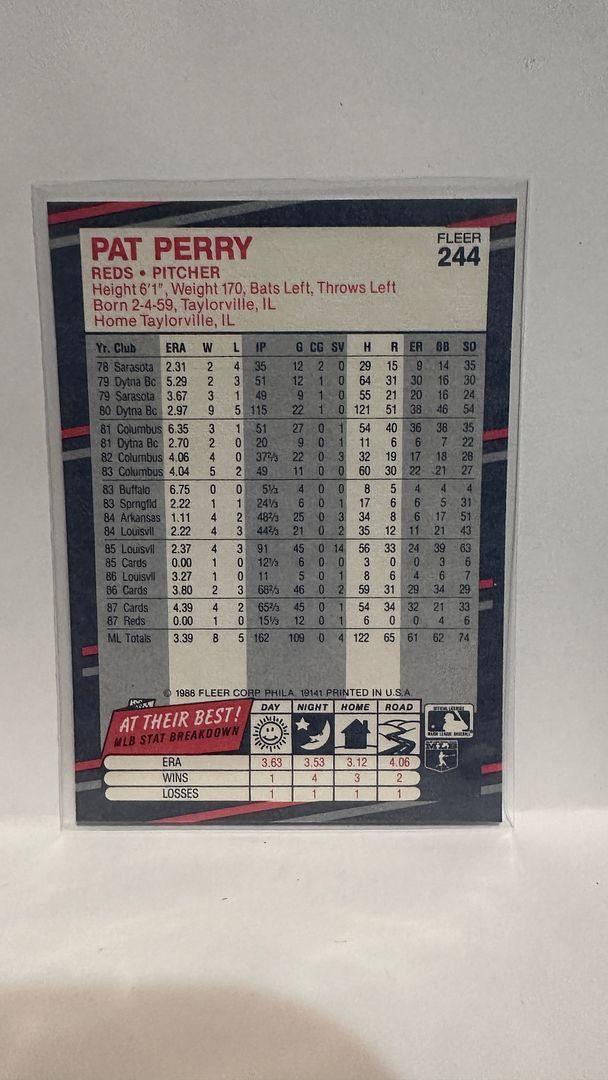 PAT PERRY
FLEER
244
REDS • PITCHER
Height 6'1", Weight 170, Bats Left, Throws Left
Born 2-4-59, Taylorville, IL
Home Taylorville, IL
Yr. Club ERA W L IP G CG SV H R ER BB SO
78 Sarasota 2.31 2 4 35 12 2 0 29 15 9 14 35
79 Dytna Bc 5.29 2 3 51 12 1 0 64 31 30 16 30
79 Sarasota 3.67 3 1 49 9 1 0 55 21 20 16 24
80 Dytna Bc 2.97 9 5 115 22 1 0 121 51 38 46 54
81 Columbus 6.35 3 1 51 27 0 1 54 40 36 38 35
81 Dytna Bc 2.70 2 0 20 9 0 1 11 6 6 7 22
82 Columbus 4.06 4 0 37⅔ 22 0 3 32 19 17 18 28
83 Columbus 4.04 5 2 49 11 0 0 60 30 22 21 27
83 Buffalo 6.75 0 0 5⅓ 4 0 0 8 5 4 4 4
83 Sprngfld 2.22 1 1 24⅓ 6 0 1 17 6 6 5 31
84 Arkansas 1.11 4 2 48⅔ 25 0 3 34 8 6 17 51
84 Louisvil 2.22 4 3 44⅔ 21 0 2 35 12 11 21 43
85 Louisvil 2.37 4 3 91 45 0 14 56 33 24 39 63
85 Cards 0.00 1 0 12⅓ 6 0 0 3 0 0 3 6
86 Louisvil 3.27 1 0 11 5 0 1 8 6 4 6 7
86 Cards 3.80 2 3 68⅔ 46 0 2 59 31 29 34 29
87 Cards 4.39 4 2 65⅔ 45 0 1 54 34 32 21 33
87 Reds 0.00 1 0 15⅓ 12 0 1 6 0 0 4 6
ML Totals 3.39 8 5 162 109 0 4 122 65 61 62 74
© 1988 FLEER CORP. PHILA. 19141 PRINTED IN U.S.A.
AT THEIR BEST!
MLB STAT BREAKDOWN
DAY NIGHT HOME ROAD
OFFICIAL LICENSEE
MAJOR LEAGUE BASEBALL
ERA 3.63 3.53 3.12 4.06
WINS 1 4 3 2
LOSSES 1 1 1 1